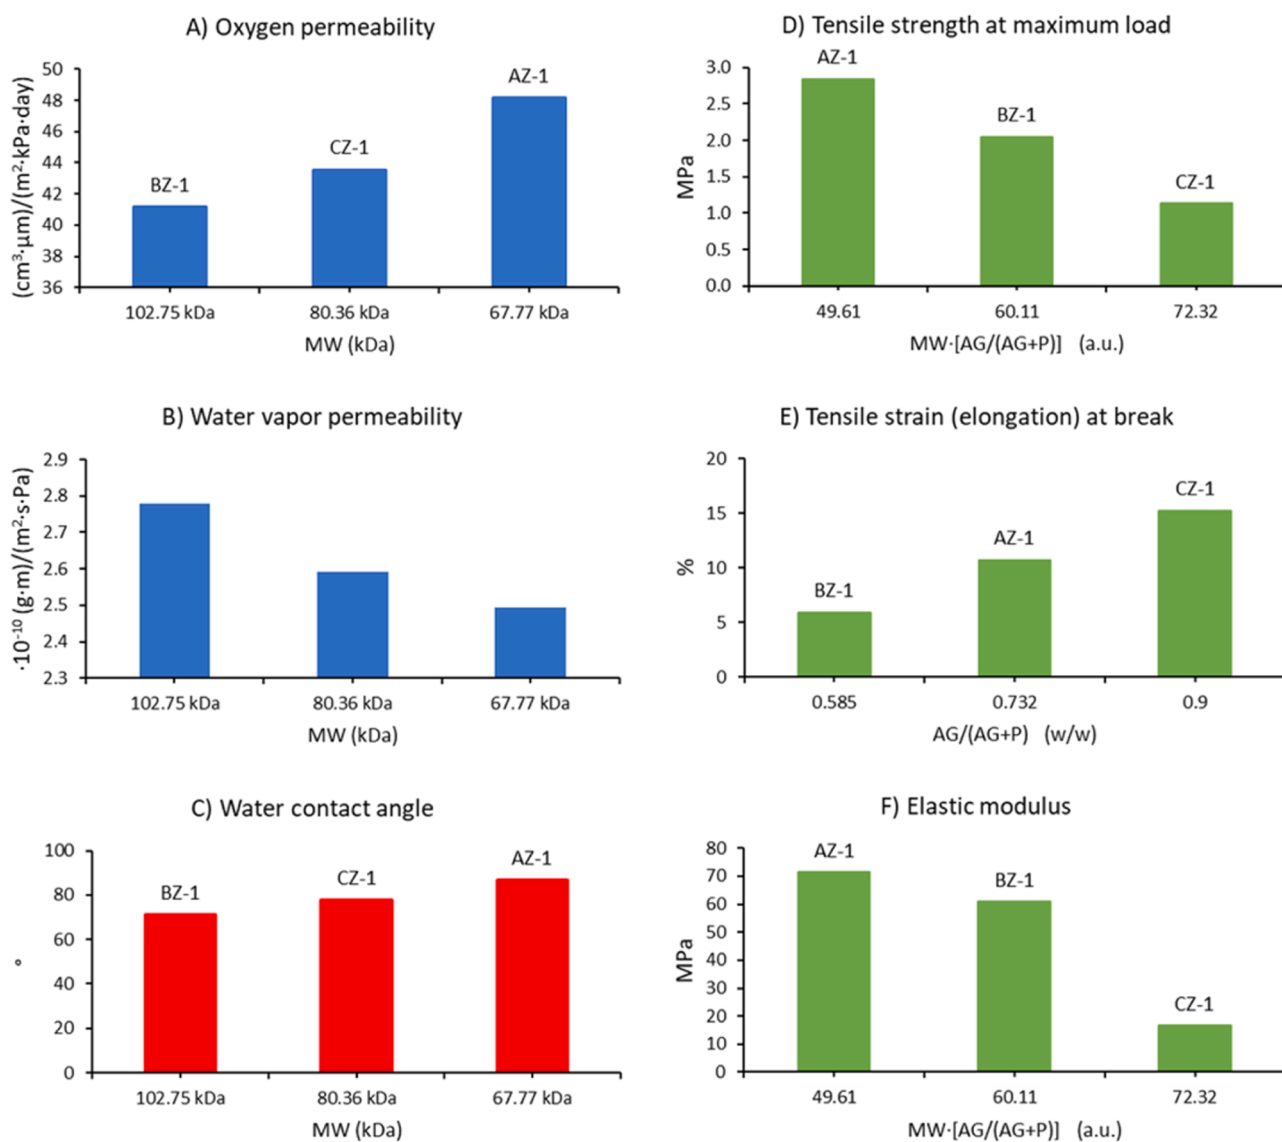 A) Oxygen permeability
(cm³·µm)/(m²·kPa·day)
50
48
46
44
42
40
38
36
BZ-1
CZ-1
AZ-1
102.75 kDa
80.36 kDa
67.77 kDa
MW (kDa)
B) Water vapor permeability
·10⁻¹⁰ (g·m)/(m²·s·Pa)
2.9
2.8
2.7
2.6
2.5
2.4
2.3
102.75 kDa
80.36 kDa
67.77 kDa
MW (kDa)
C) Water contact angle
°
100
80
60
40
20
0
BZ-1
CZ-1
AZ-1
102.75 kDa
80.36 kDa
67.77 kDa
MW (kDa)
D) Tensile strength at maximum load
MPa
3.0
2.5
2.0
1.5
1.0
0.5
0.0
AZ-1
BZ-1
CZ-1
49.61
60.11
72.32
MW·[AG/(AG+P)] (a.u.)
E) Tensile strain (elongation) at break
%
20
15
10
5
0
BZ-1
AZ-1
CZ-1
0.585
0.732
0.9
AG/(AG+P) (w/w)
F) Elastic modulus
MPa
80
70
60
50
40
30
20
10
0
AZ-1
BZ-1
CZ-1
49.61
60.11
72.32
MW·[AG/(AG+P)] (a.u.)